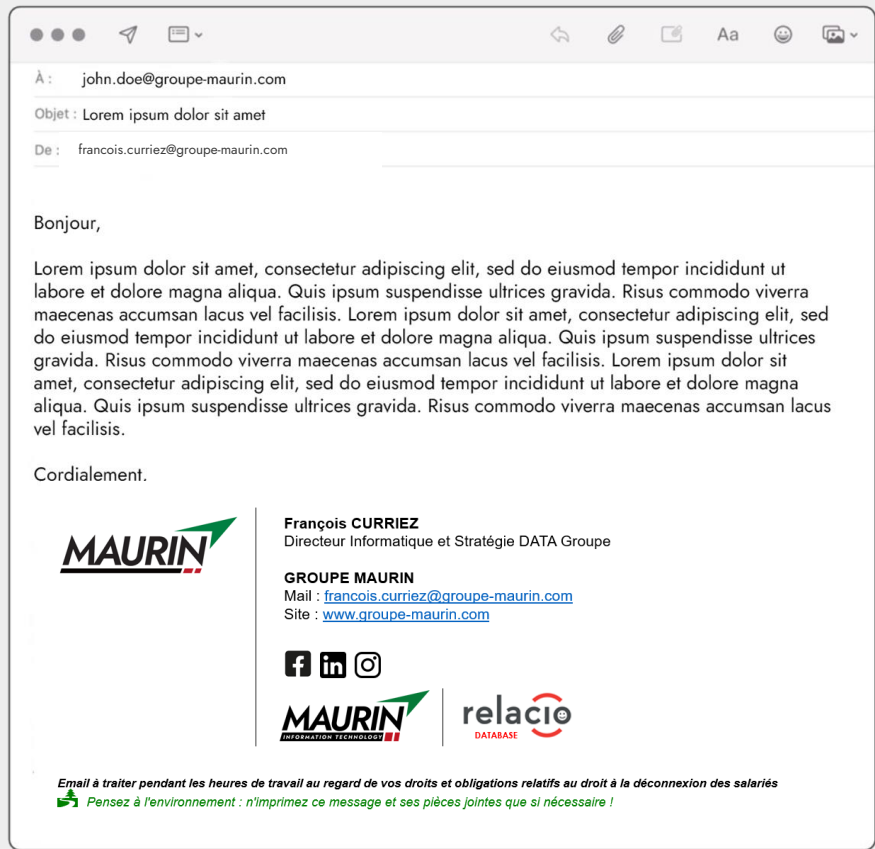 Aa
À : john.doe@groupe-maurin.com
Objet : Lorem ipsum dolor sit amet
De : francois.curriez@groupe-maurin.com
Bonjour,
Lorem ipsum dolor sit amet, consectetur adipiscing elit, sed do eiusmod tempor incididunt ut
labore et dolore magna aliqua. Quis ipsum suspendisse ultrices gravida. Risus commodo viverra
maecenas accumsan lacus vel facilisis. Lorem ipsum dolor sit amet, consectetur adipiscing elit, sed
do eiusmod tempor incididunt ut labore et dolore magna aliqua. Quis ipsum suspendisse ultrices
gravida. Risus commodo viverra maecenas accumsan lacus vel facilisis. Lorem ipsum dolor sit
amet, consectetur adipiscing elit, sed do eiusmod tempor incididunt ut labore et dolore magna
aliqua. Quis ipsum suspendisse ultrices gravida. Risus commodo viverra maecenas accumsan lacus
vel facilisis.
Cordialement.
MAURIN
François CURRIEZ
Directeur Informatique et Stratégie DATA Groupe
GROUPE MAURIN
Mail : francois.curriez@groupe-maurin.com
Site : www.groupe-maurin.com
MAURIN
INFORMATION TECHNOLOGY
relacio
DATABASE
Email à traiter pendant les heures de travail au regard de vos droits et obligations relatifs au droit à la déconnexion des salariés
Pensez à l'environnement : n'imprimez ce message et ses pièces jointes que si nécessaire !